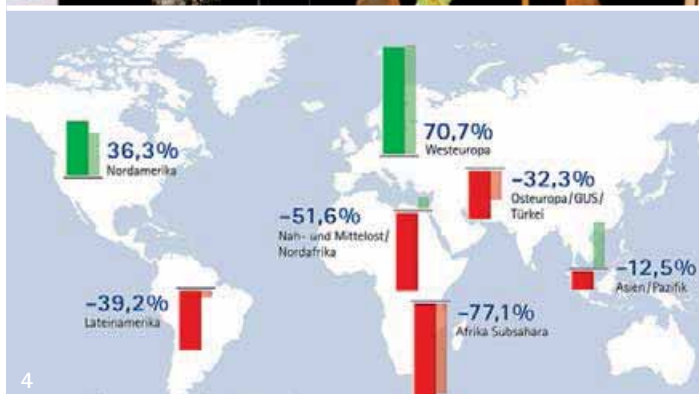 36,3%
Nordamerika
70,7%
Westeuropa
–32,3%
Osteuropa/GUS/
Türkei
–51,6%
Nah- und Mittelost/
Nordafrika
–12,5%
Asien/Pazifik
–39,2%
Lateinamerika
–77,1%
Afrika Subsahara
4